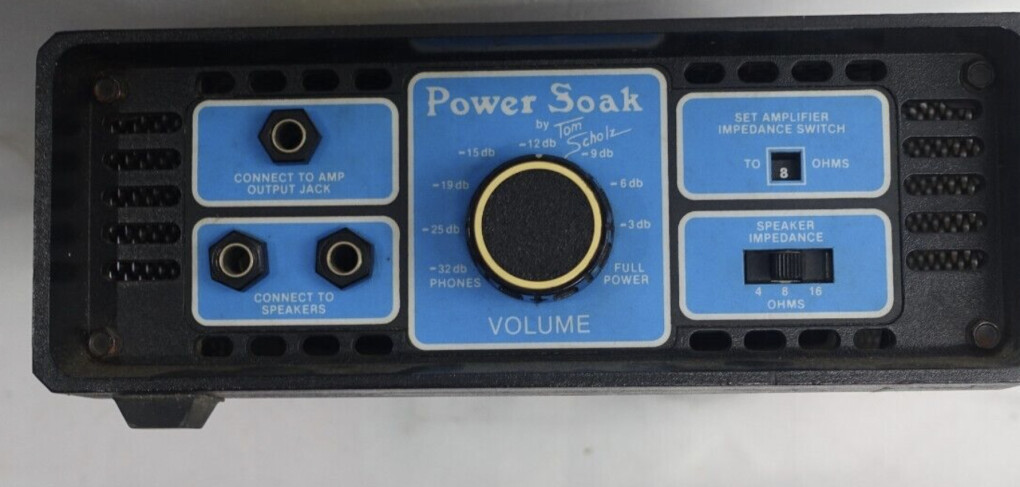 CONNECT TO AMP
OUTPUT JACK
CONNECT TO
SPEAKERS
Power Soak
by Tom
Scholz
-15 db
-12 db
-9 db
-19 db
-6 db
-25 db
-3 db
-32 db
PHONES
FULL
POWER
VOLUME
SET AMPLIFIER
IMPEDANCE SWITCH
TO 8 OHMS
SPEAKER
IMPEDANCE
4 8 16
OHMS